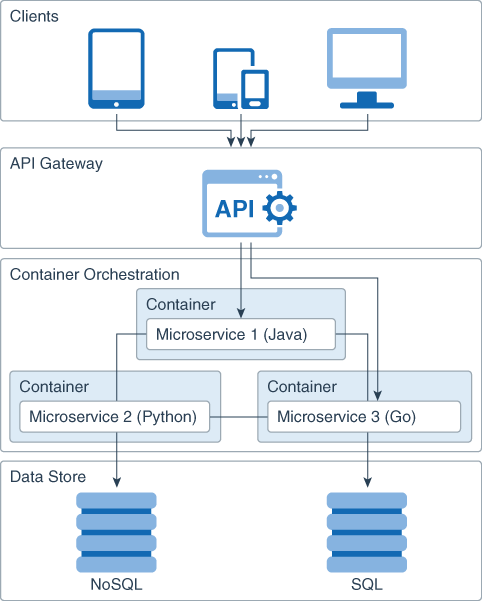 Clients
API Gateway
API
Container Orchestration
Container
Microservice 1 (Java)
Container
Microservice 2 (Python)
Container
Microservice 3 (Go)
Data Store
NoSQL
SQL